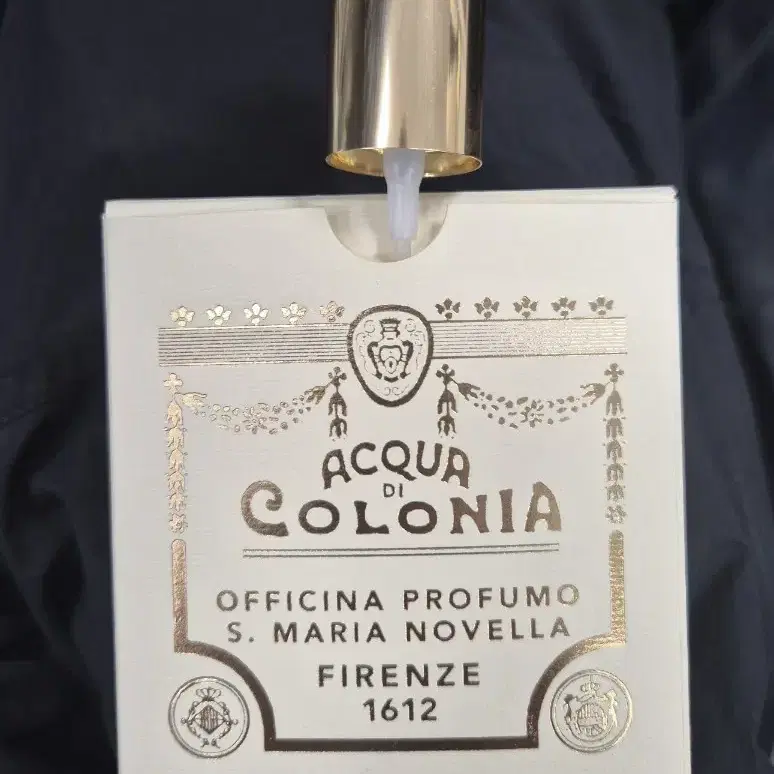 ACQUA
DI
COLONIA
OFFICINA PROFUMO
S. MARIA NOVELLA
FIRENZE
1612